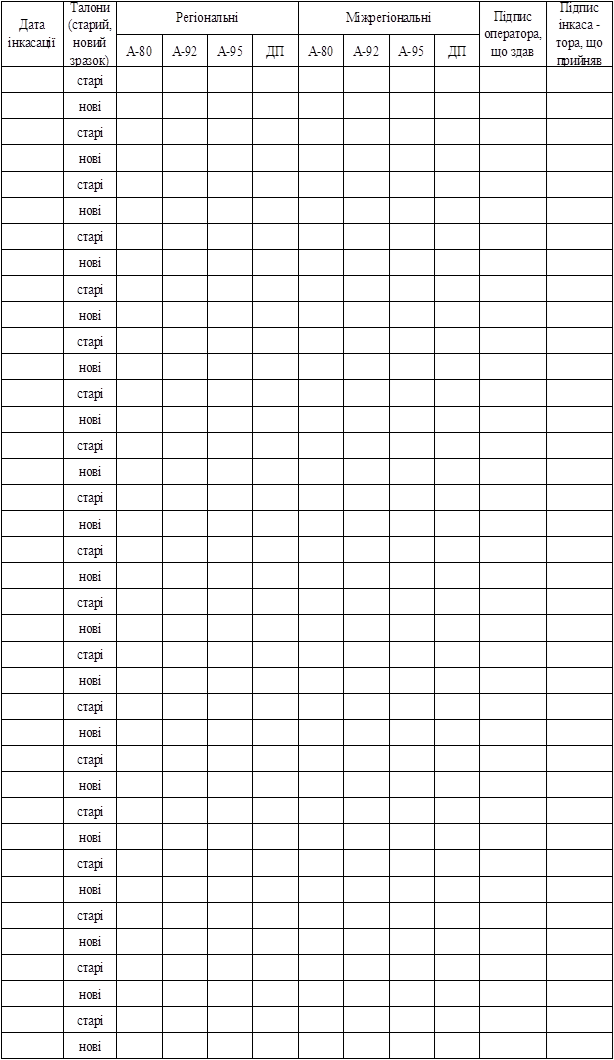 Дата інкасації
Талони (старий, новий зразок)
Регіональні
Міжрегіональні
Підпис оператора, що здав
Підпис інкаса - тора, що прийняв
А-80 А-92 А-95 ДП А-80 А-92 А-95 ДП
старі
нові
старі
нові
старі
нові
старі
нові
старі
нові
старі
нові
старі
нові
старі
нові
старі
нові
старі
нові
старі
нові
старі
нові
старі
нові
старі
нові
старі
нові
старі
нові
старі
нові
старі
нові
старі
нові